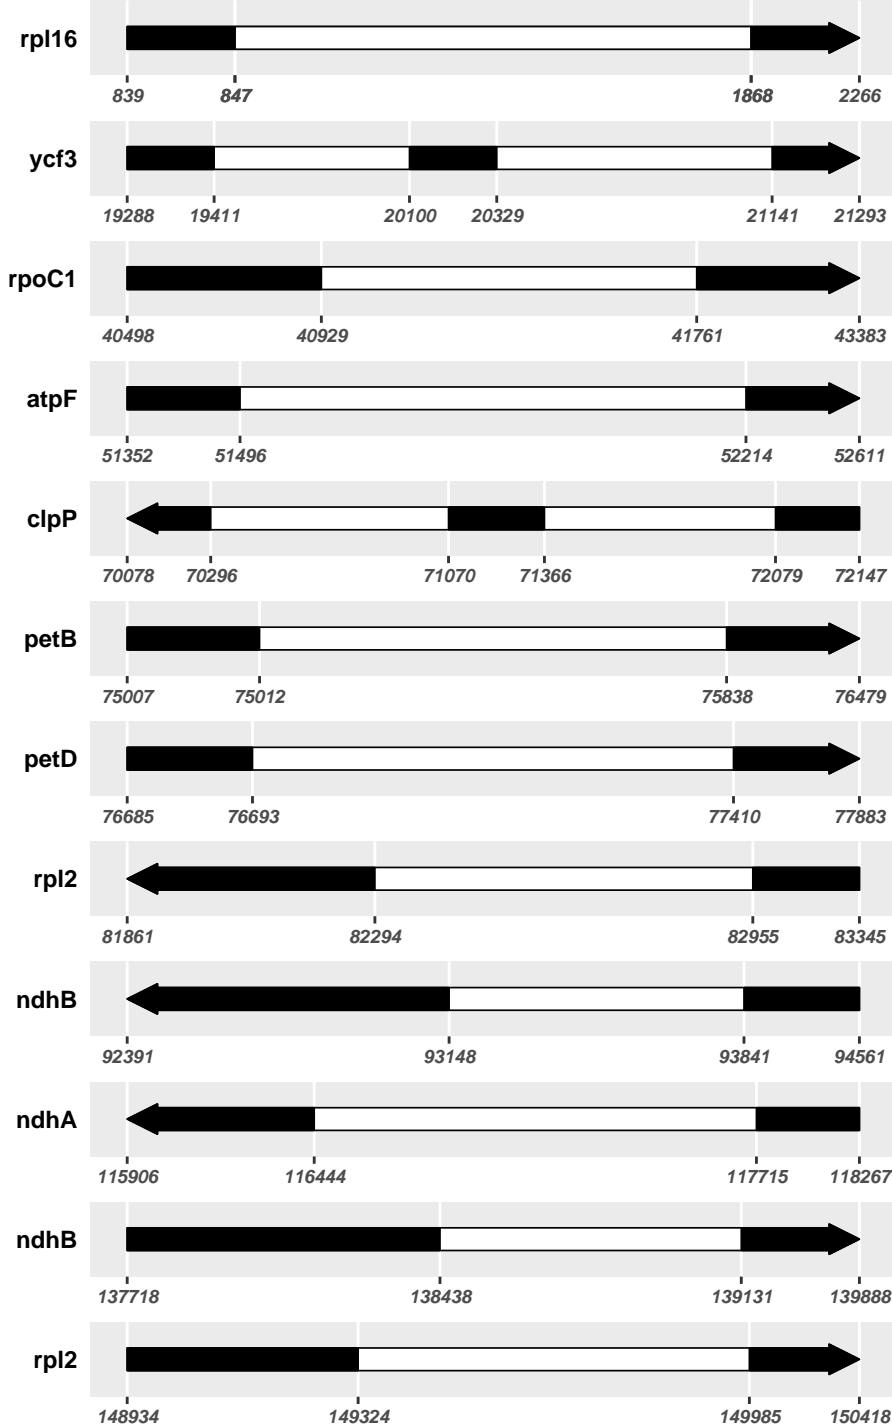 rpl16
839 847 1868 2266
ycf3
19288 19411 20100 20329 21141 21293
rpoC1
40498 40929 41761 43383
atpF
51352 51496 52214 52611
clpP
70078 70296 71070 71366 72079 72147
petB
75007 75012 75838 76479
petD
76685 76693 77410 77883
rpl2
81861 82294 82955 83345
ndhB
92391 93148 93841 94561
ndhA
115906 116444 117715 118267
ndhB
137718 138438 139131 139888
rpl2
148934 149324 149985 150418